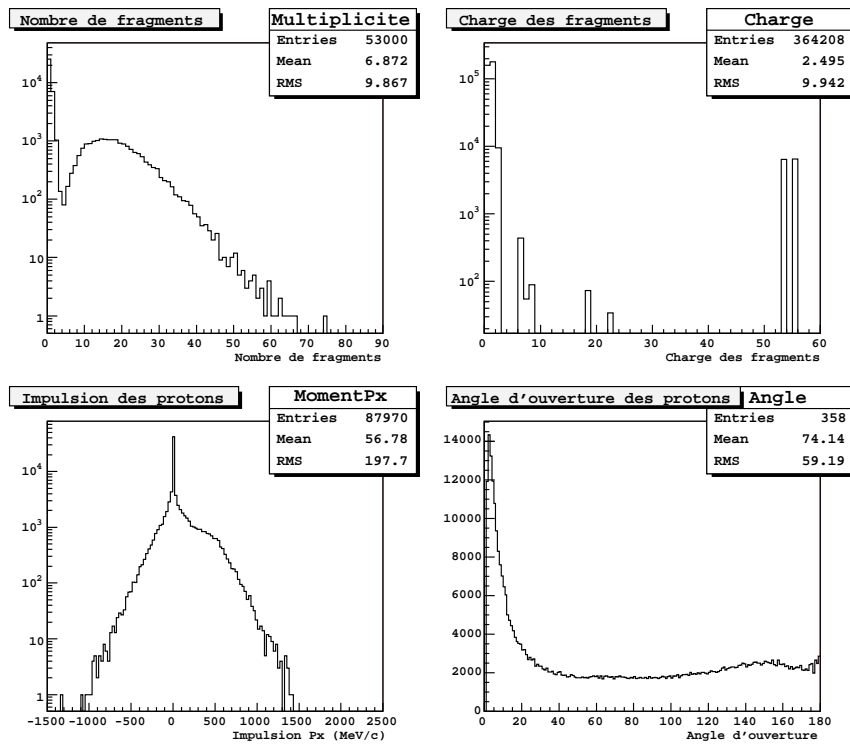 Nombre de fragments
Multiplicite
Entries 53000
Mean 6.872
RMS 9.867
10^4
10^3
10^2
10
1
0 10 20 30 40 50 60 70 80 90
Nombre de fragments
Charge des fragments
Charge
Entries 364208
Mean 2.495
RMS 9.942
10^5
10^4
10^3
10^2
0 10 20 30 40 50 60
Charge des fragments
Impulsion des protons
MomentPx
Entries 87970
Mean 56.78
RMS 197.7
10^4
10^3
10^2
10
1
-1500 -1000 -500 0 500 1000 1500 2000 2500
Impulsion Px (MeV/c)
Angle d'ouverture des protons
Angle
Entries 358
Mean 74.14
RMS 59.19
14000
12000
10000
8000
6000
4000
2000
0
0 20 40 60 80 100 120 140 160 180
Angle d'ouverture